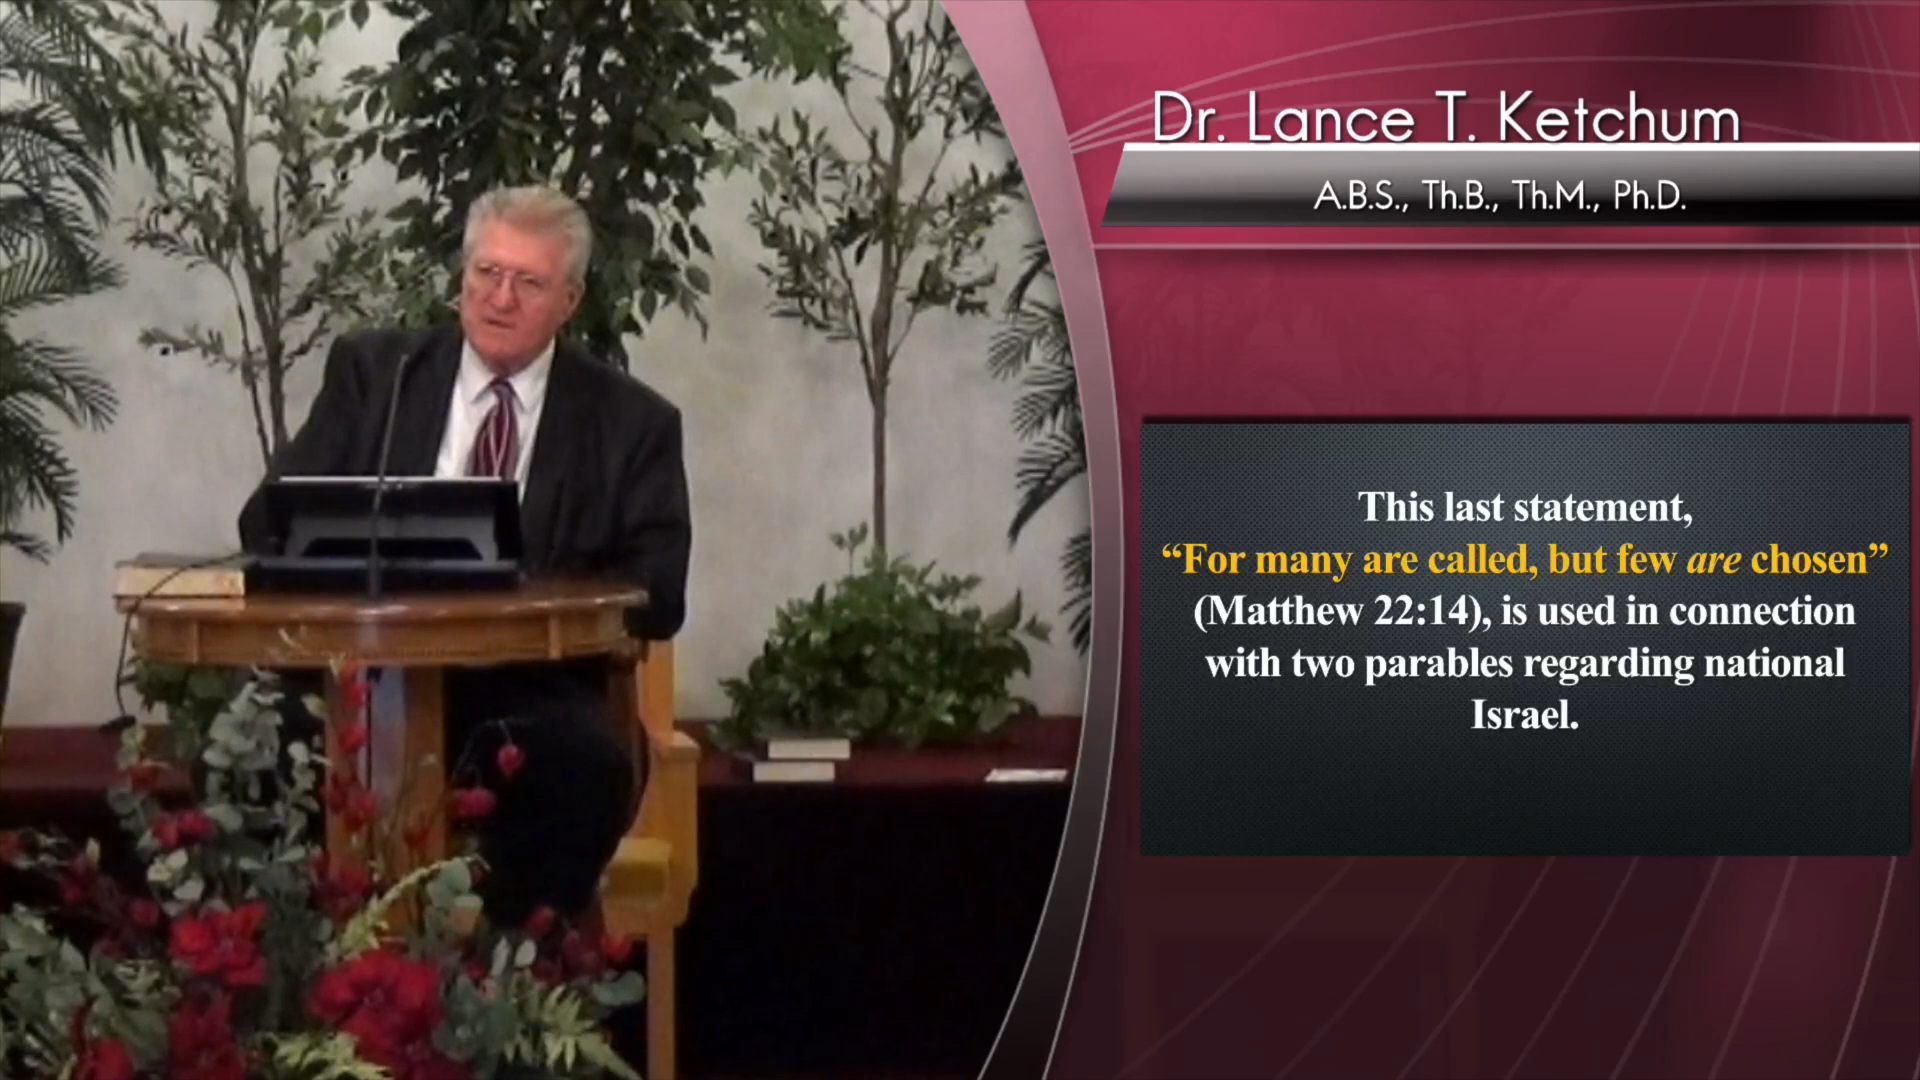 Dr. Lance T. Ketchum
A.B.S., Th.B., Th.M., Ph.D.
This last statement,
“For many are called, but few are chosen”
(Matthew 22:14), is used in connection
with two parables regarding national
Israel.